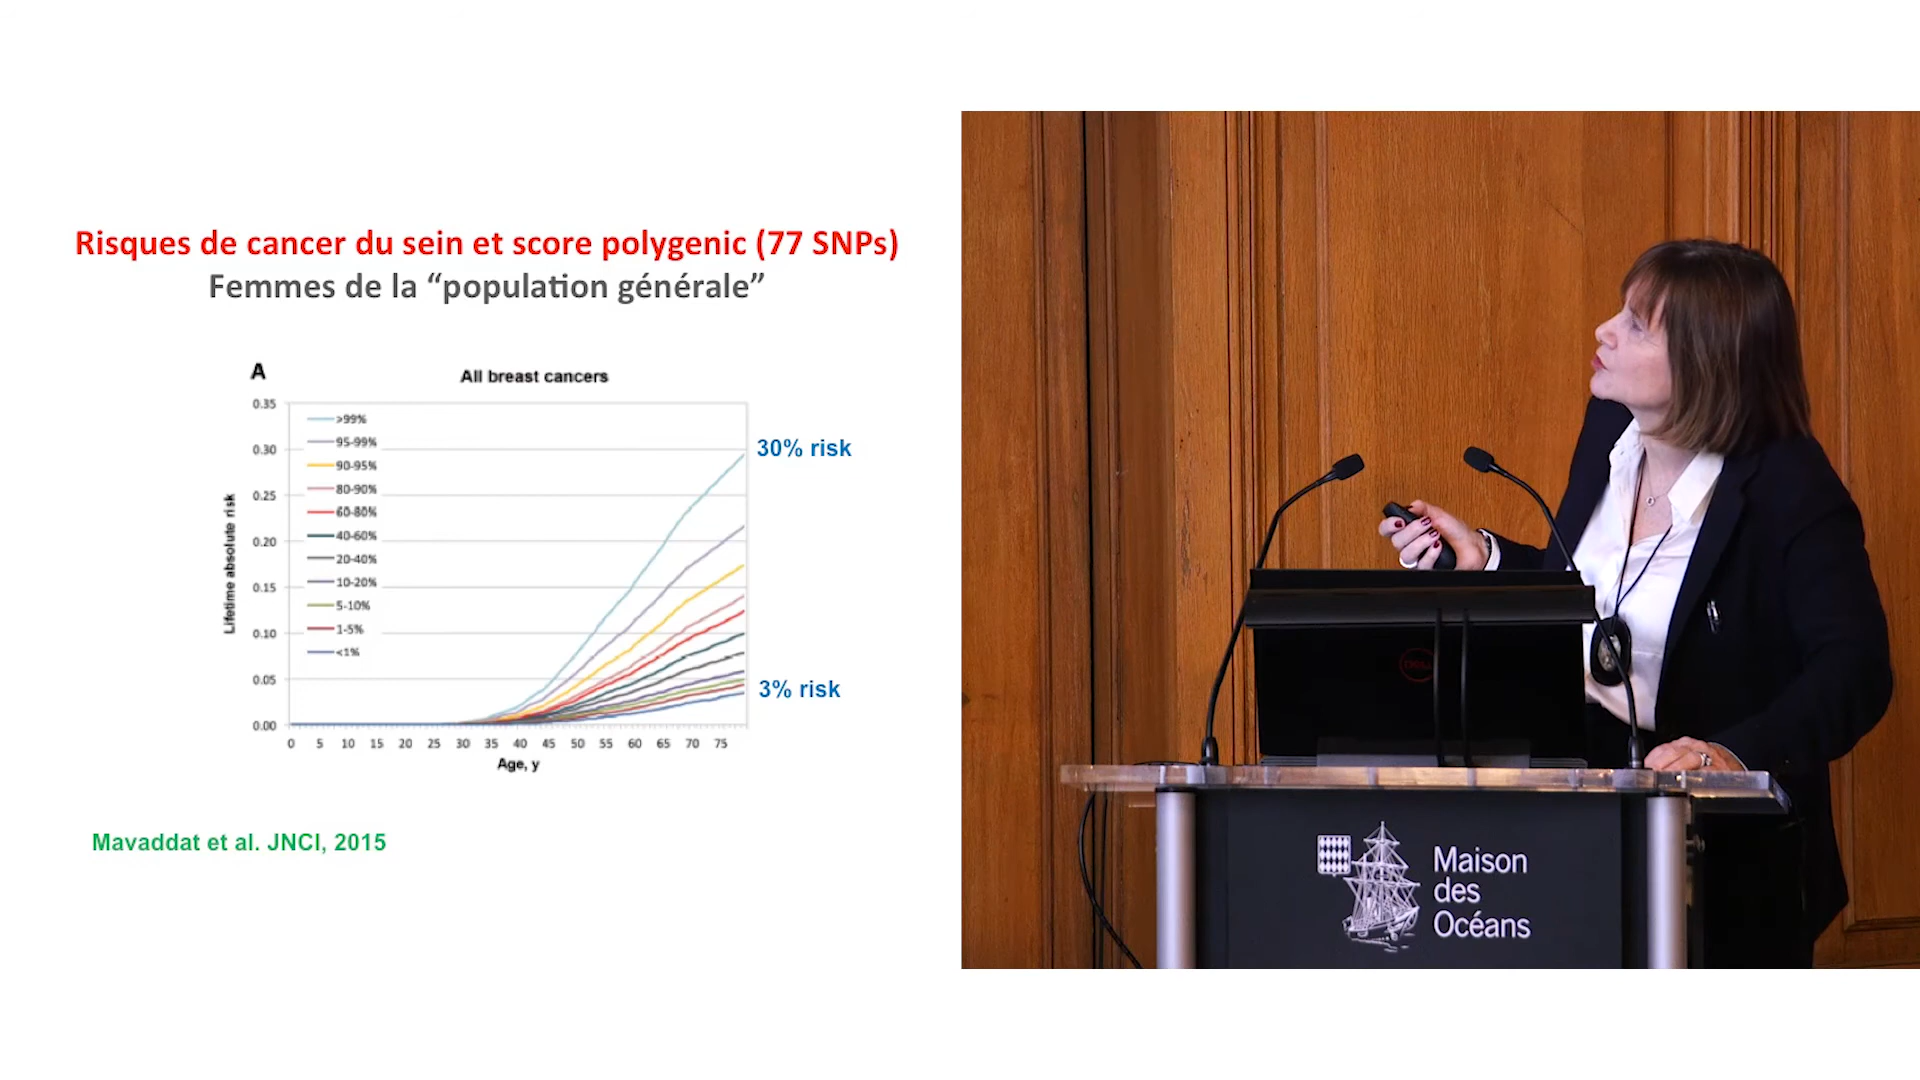 Risques de cancer du sein et score polygenic (77 SNPs)
Femmes de la “population générale”
A
All breast cancers
0.35
0.30
0.25
0.20
0.15
0.10
0.05
0.00
Lifetime absolute risk
>99%
95-99%
90-95%
80-90%
60-80%
40-60%
20-40%
10-20%
5-10%
1-5%
<1%
30% risk
3% risk
0 5 10 15 20 25 30 35 40 45 50 55 60 65 70 75
Age, y
Mavaddat et al. JNCI, 2015
DELL
Maison
des
Océans